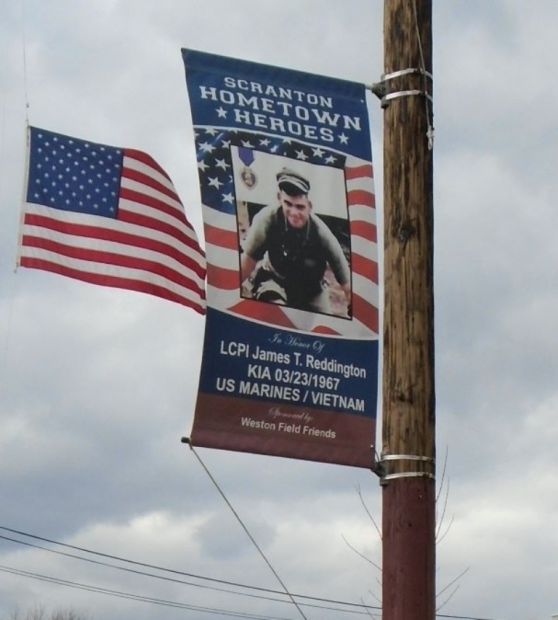 SCRANTON
HOMETOWN
HEROES
In Honor Of
LCPl James T. Reddington
KIA 03/23/1967
US MARINES / VIETNAM
Sponsored by:
Weston Field Friends